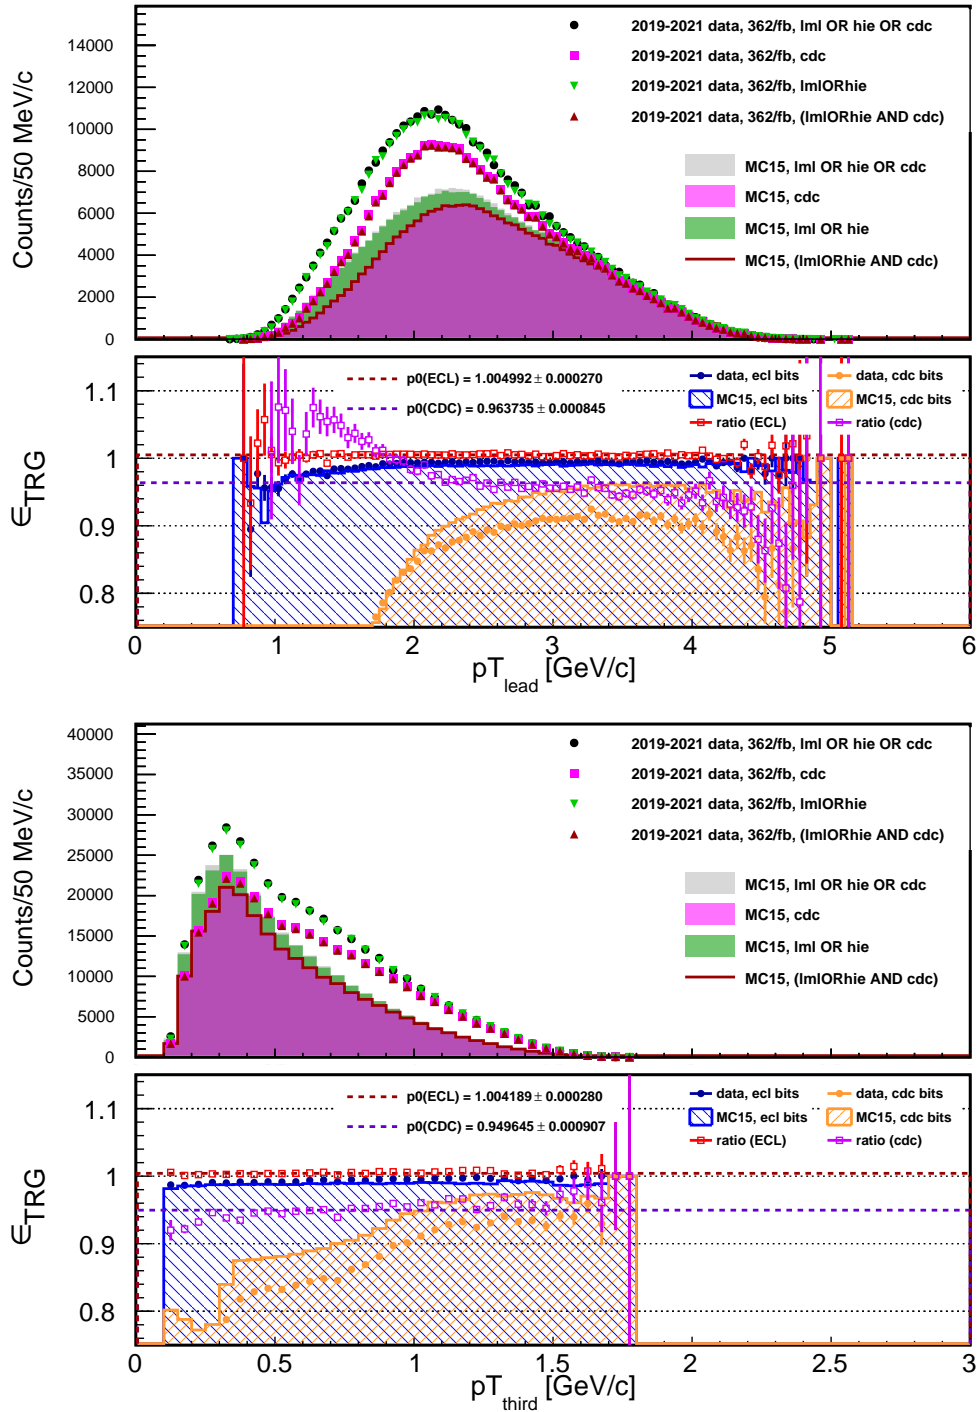 14000
12000
10000
8000
6000
4000
2000
0
Counts/50 MeV/c
2019-2021 data, 362/fb, lml OR hie OR cdc
2019-2021 data, 362/fb, cdc
2019-2021 data, 362/fb, lmlORhie
2019-2021 data, 362/fb, (lmlORhie AND cdc)
MC15, lml OR hie OR cdc
MC15, cdc
MC15, lml OR hie
MC15, (lmlORhie AND cdc)
1.1
1
0.9
0.8
ϵTRG
p0(ECL) = 1.004992 ± 0.000270
p0(CDC) = 0.963735 ± 0.000845
data, ecl bits
data, cdc bits
MC15, ecl bits
MC15, cdc bits
ratio (ECL)
ratio (cdc)
0 1 2 3 4 5 6
pTlead [GeV/c]
40000
35000
30000
25000
20000
15000
10000
5000
0
Counts/50 MeV/c
2019-2021 data, 362/fb, lml OR hie OR cdc
2019-2021 data, 362/fb, cdc
2019-2021 data, 362/fb, lmlORhie
2019-2021 data, 362/fb, (lmlORhie AND cdc)
MC15, lml OR hie OR cdc
MC15, cdc
MC15, lml OR hie
MC15, (lmlORhie AND cdc)
1.1
1
0.9
0.8
ϵTRG
p0(ECL) = 1.004189 ± 0.000280
p0(CDC) = 0.949645 ± 0.000907
data, ecl bits
data, cdc bits
MC15, ecl bits
MC15, cdc bits
ratio (ECL)
ratio (cdc)
0 0.5 1 1.5 2 2.5 3
pTthird [GeV/c]